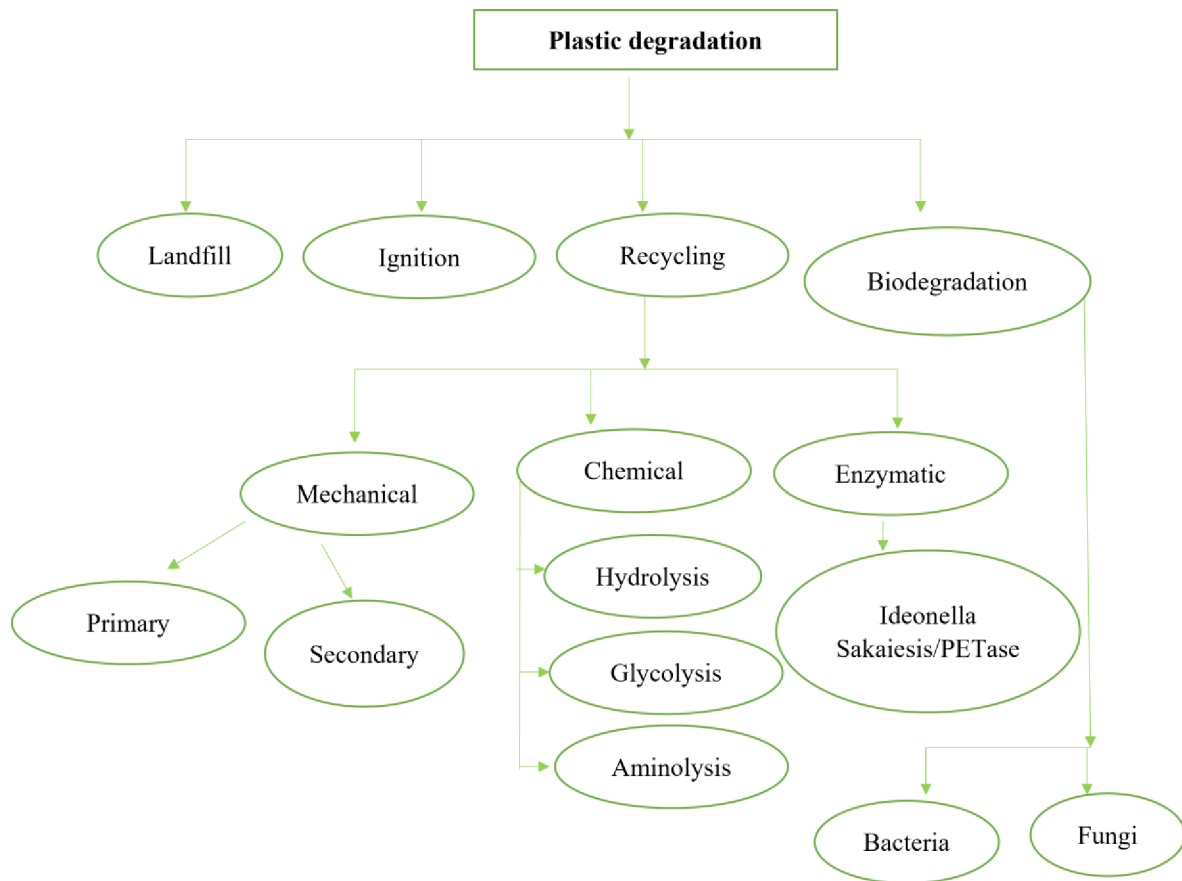 Plastic degradation
Landfill
Ignition
Recycling
Biodegradation
Mechanical
Chemical
Enzymatic
Primary
Secondary
Hydrolysis
Glycolysis
Aminolysis
Ideonella
Sakaiesis/PETase
Bacteria
Fungi